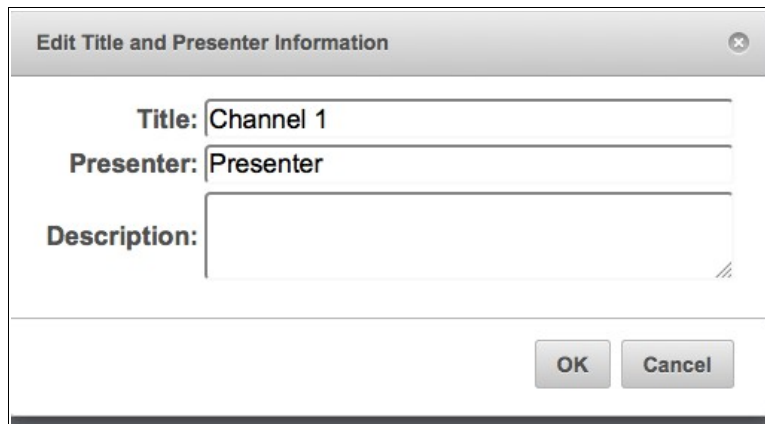 Edit Title and Presenter Information
Title: Channel 1
Presenter: Presenter
Description:
OK Cancel